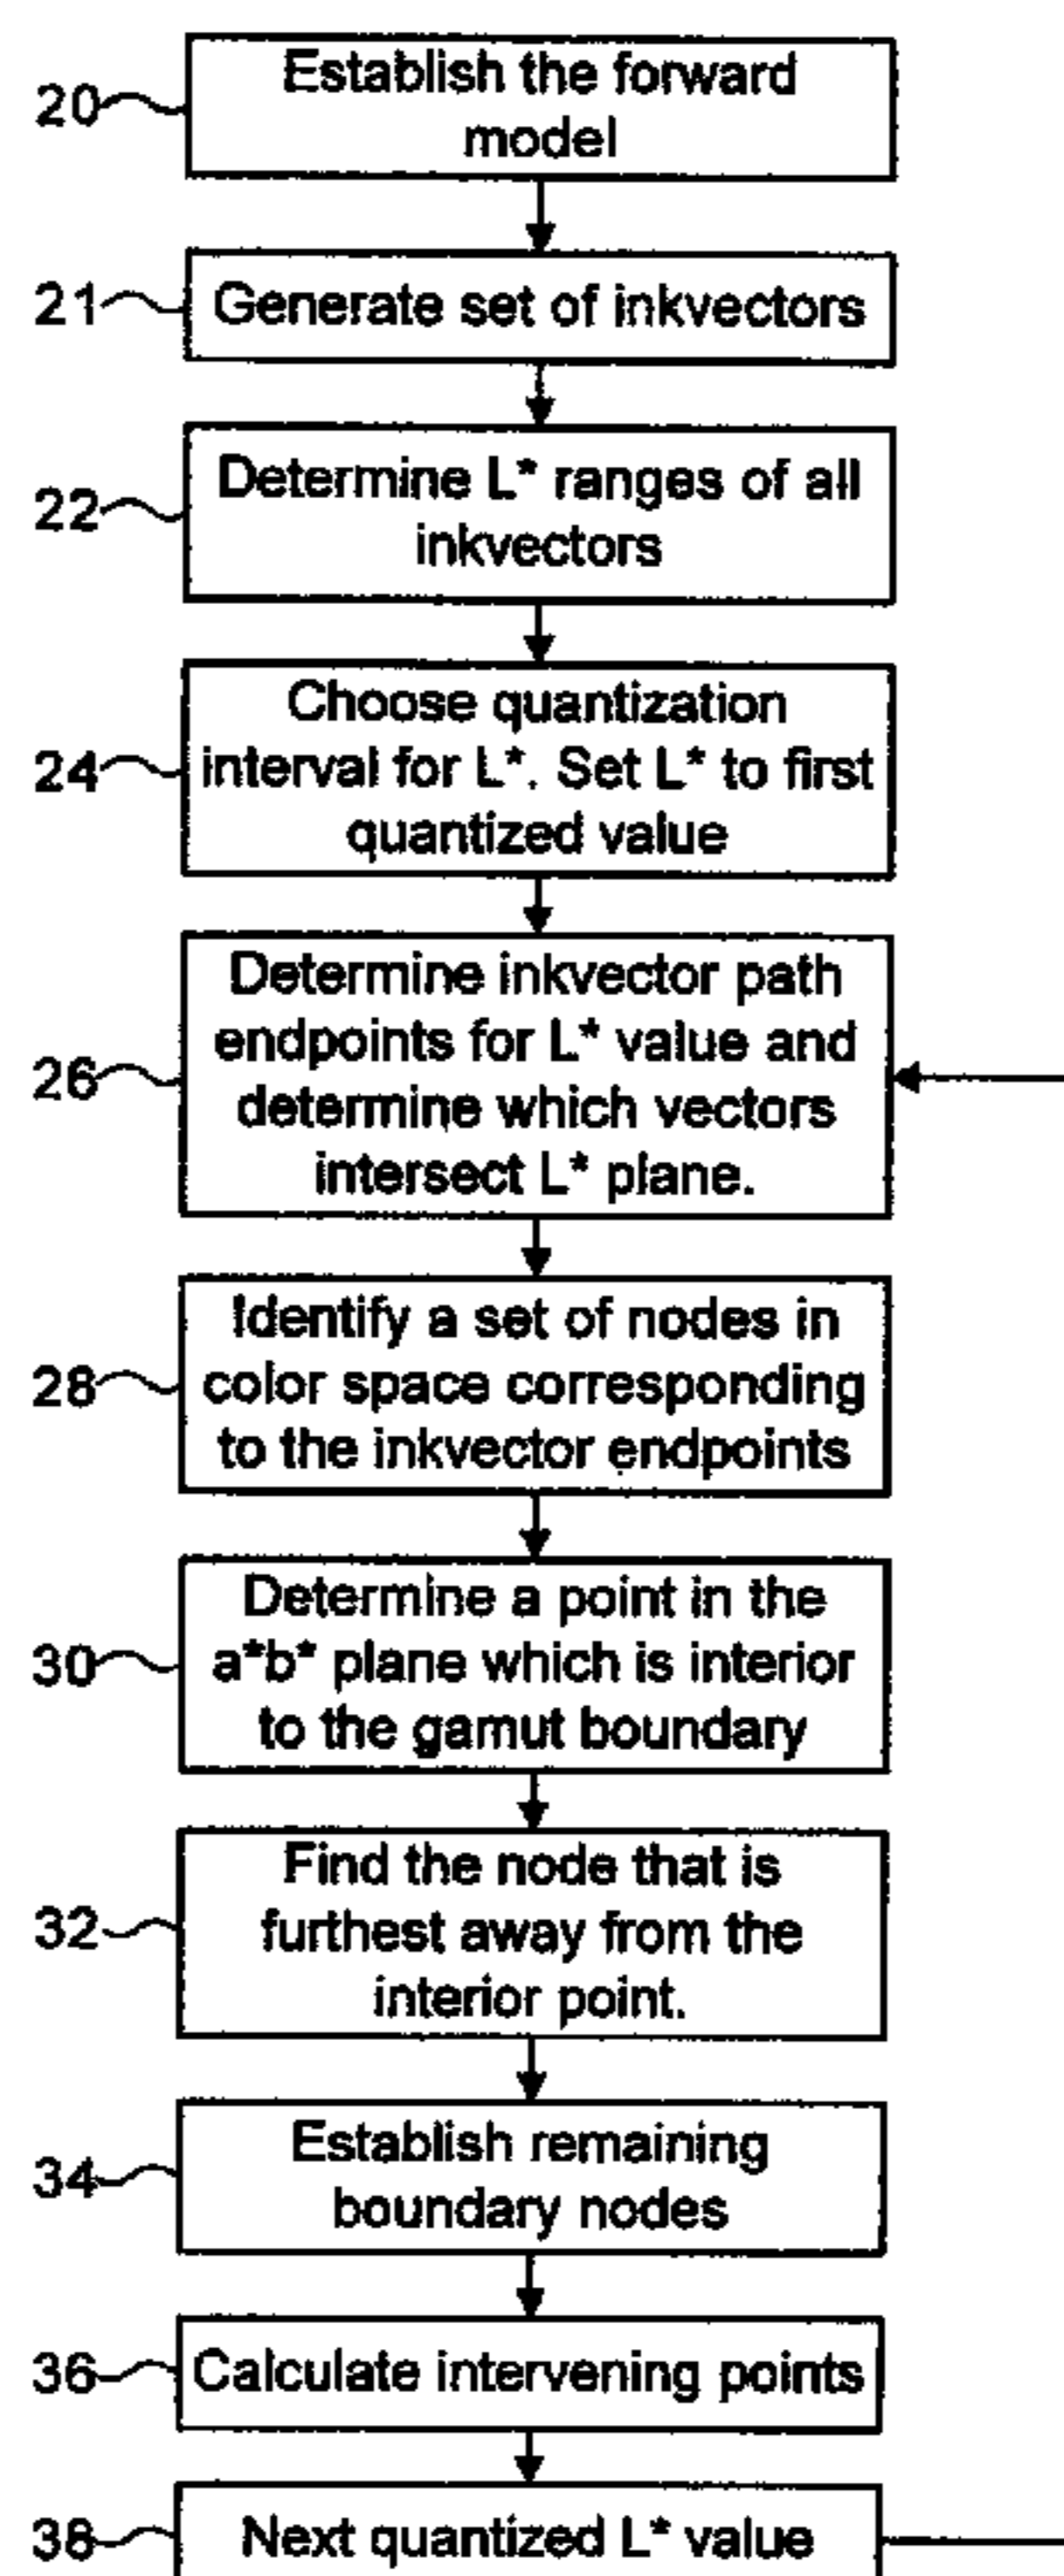 20
Establish the forward
model
21
Generate set of inkvectors
22
Determine L* ranges of all
inkvectors
24
Choose quantization
interval for L*. Set L* to first
quantized value
26
Determine inkvector path
endpoints for L* value and
determine which vectors
intersect L* plane.
28
Identify a set of nodes in
color space corresponding
to the inkvector endpoints
30
Determine a point in the
a*b* plane which is interior
to the gamut boundary
32
Find the node that is
furthest away from the
interior point.
34
Establish remaining
boundary nodes
36
Calculate intervening points
38
Next quantized L* value